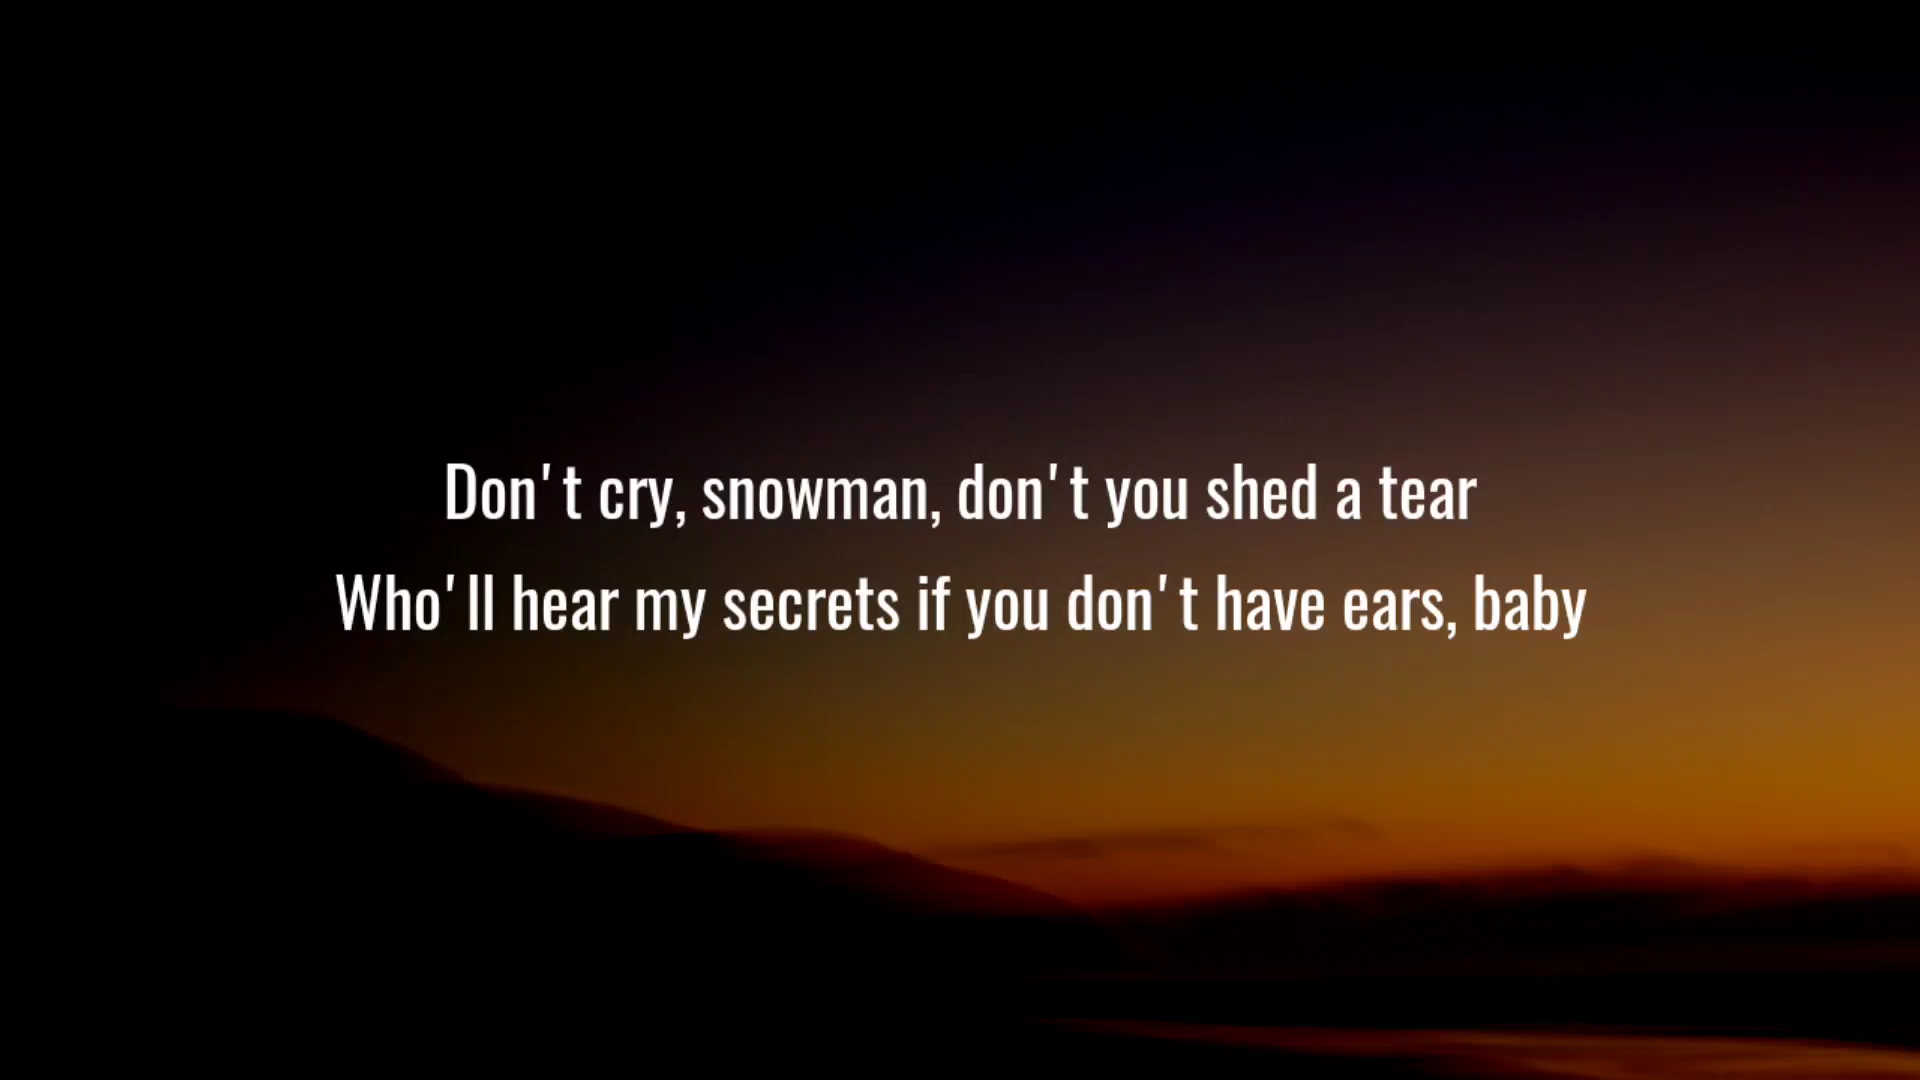 Don't cry, snowman, don't you shed a tear
Who'll hear my secrets if you don't have ears, baby